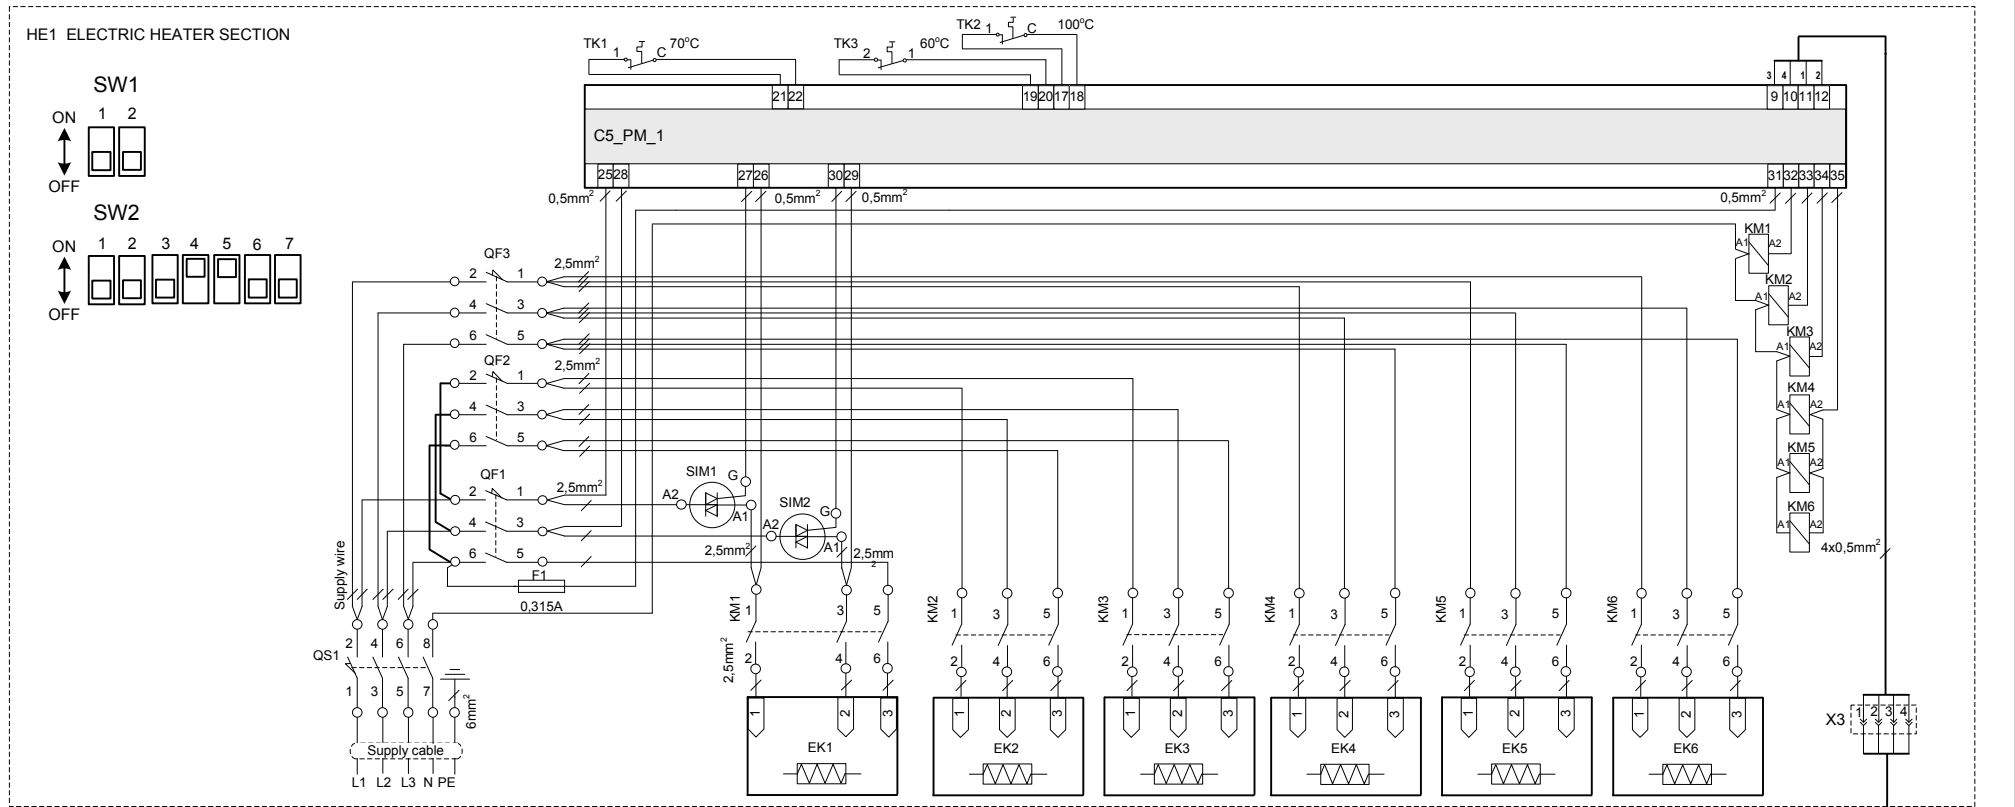 HE1 ELECTRIC HEATER SECTION
SW1
ON 1 2
OFF
SW2
ON 1 2 3 4 5 6 7
OFF
TK1 1 C 70°C
TK3 2 1 60°C
TK2 1 C 100°C
3 4 1 2
21 22 19 20 17 18 9 10 11 12
C5_PM_1
25 28 27 26 30 29 31 32 33 34 35
0,5mm² 0,5mm² 0,5mm² 0,5mm²
KM1
A1 A2
KM2
A1 A2
KM3
A1 A2
KM4
A1 A2
KM5
A1 A2
KM6
A1 A2
4x0,5mm²
QF3
2 1 2,5mm²
4 3
6 5
QF2
2 1 2,5mm²
4 3
6 5
QF1
2 1 2,5mm²
4 3
6 5
SIM1
A2 G A1
SIM2
A2 G A1
2,5mm² 2,5mm²
F1
0,315A
Supply wire
QS1
2 4 6 8
1 3 5 7
6mm²
Supply cable
L1 L2 L3 N PE
KM1 1 3 5
2 4 6
2,5mm²
KM2 1 3 5
2 4 6
KM3 1 3 5
2 4 6
KM4 1 3 5
2 4 6
KM5 1 3 5
2 4 6
KM6 1 3 5
2 4 6
1 2 3
EK1
1 2 3
EK2
1 2 3
EK3
1 2 3
EK4
1 2 3
EK5
1 2 3
EK6
X3 1 2 3 4